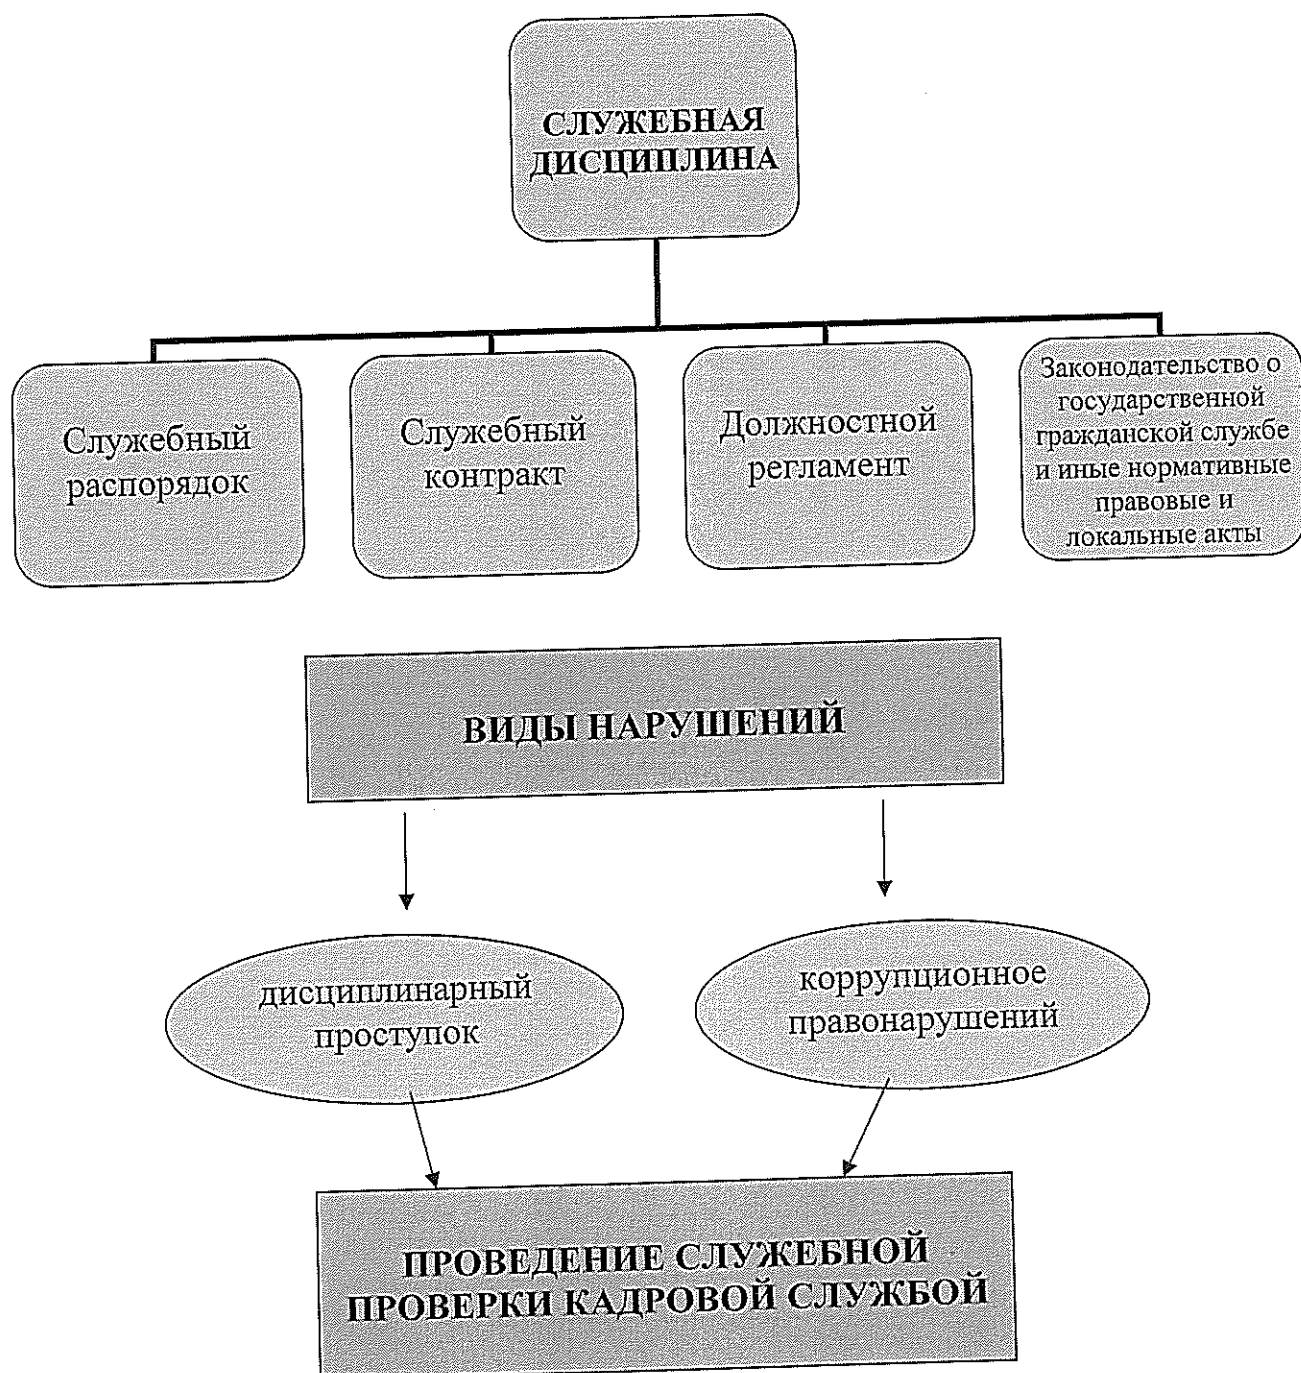 СЛУЖЕБНАЯ
ДИСЦИПЛИНА
Служебный
распорядок
Служебный
контракт
Должностной
регламент
Законодательство о
государственной
гражданской службе
и иные нормативные
правовые и
локальные акты
ВИДЫ НАРУШЕНИЙ
дисциплинарный
проступок
коррупционное
правонарушений
ПРОВЕДЕНИЕ СЛУЖЕБНОЙ
ПРОВЕРКИ КАДРОВОЙ СЛУЖБОЙ